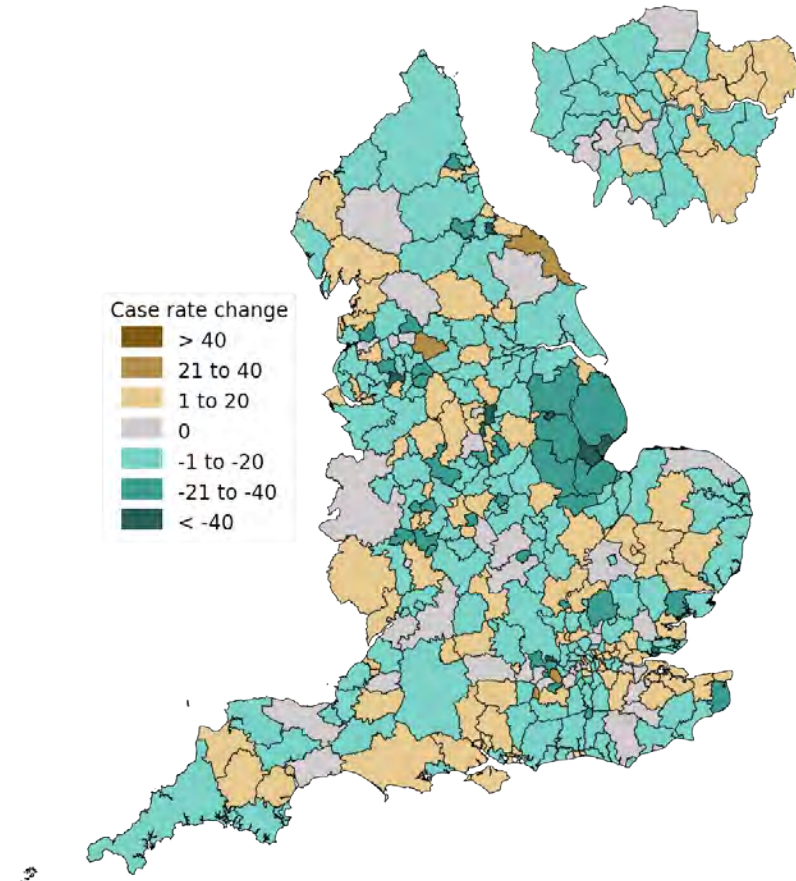 Case rate change
> 40
21 to 40
1 to 20
0
-1 to -20
-21 to -40
< -40